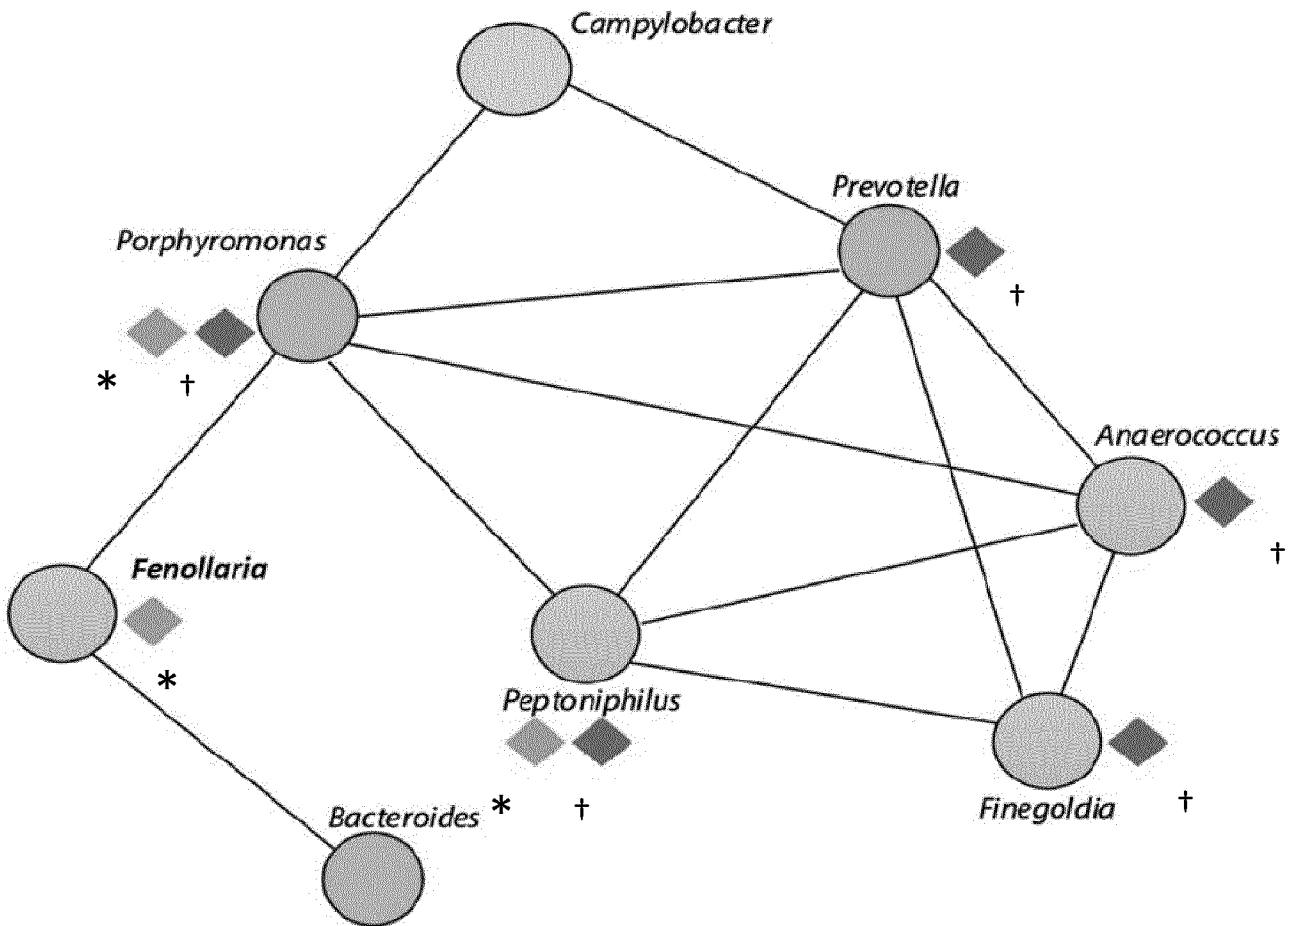 Campylobacter
Prevotella
†
Porphyromonas
* †
Anaerococcus
†
Fenollaria
*
Peptoniphilus
* †
Finegoldia
†
Bacteroides